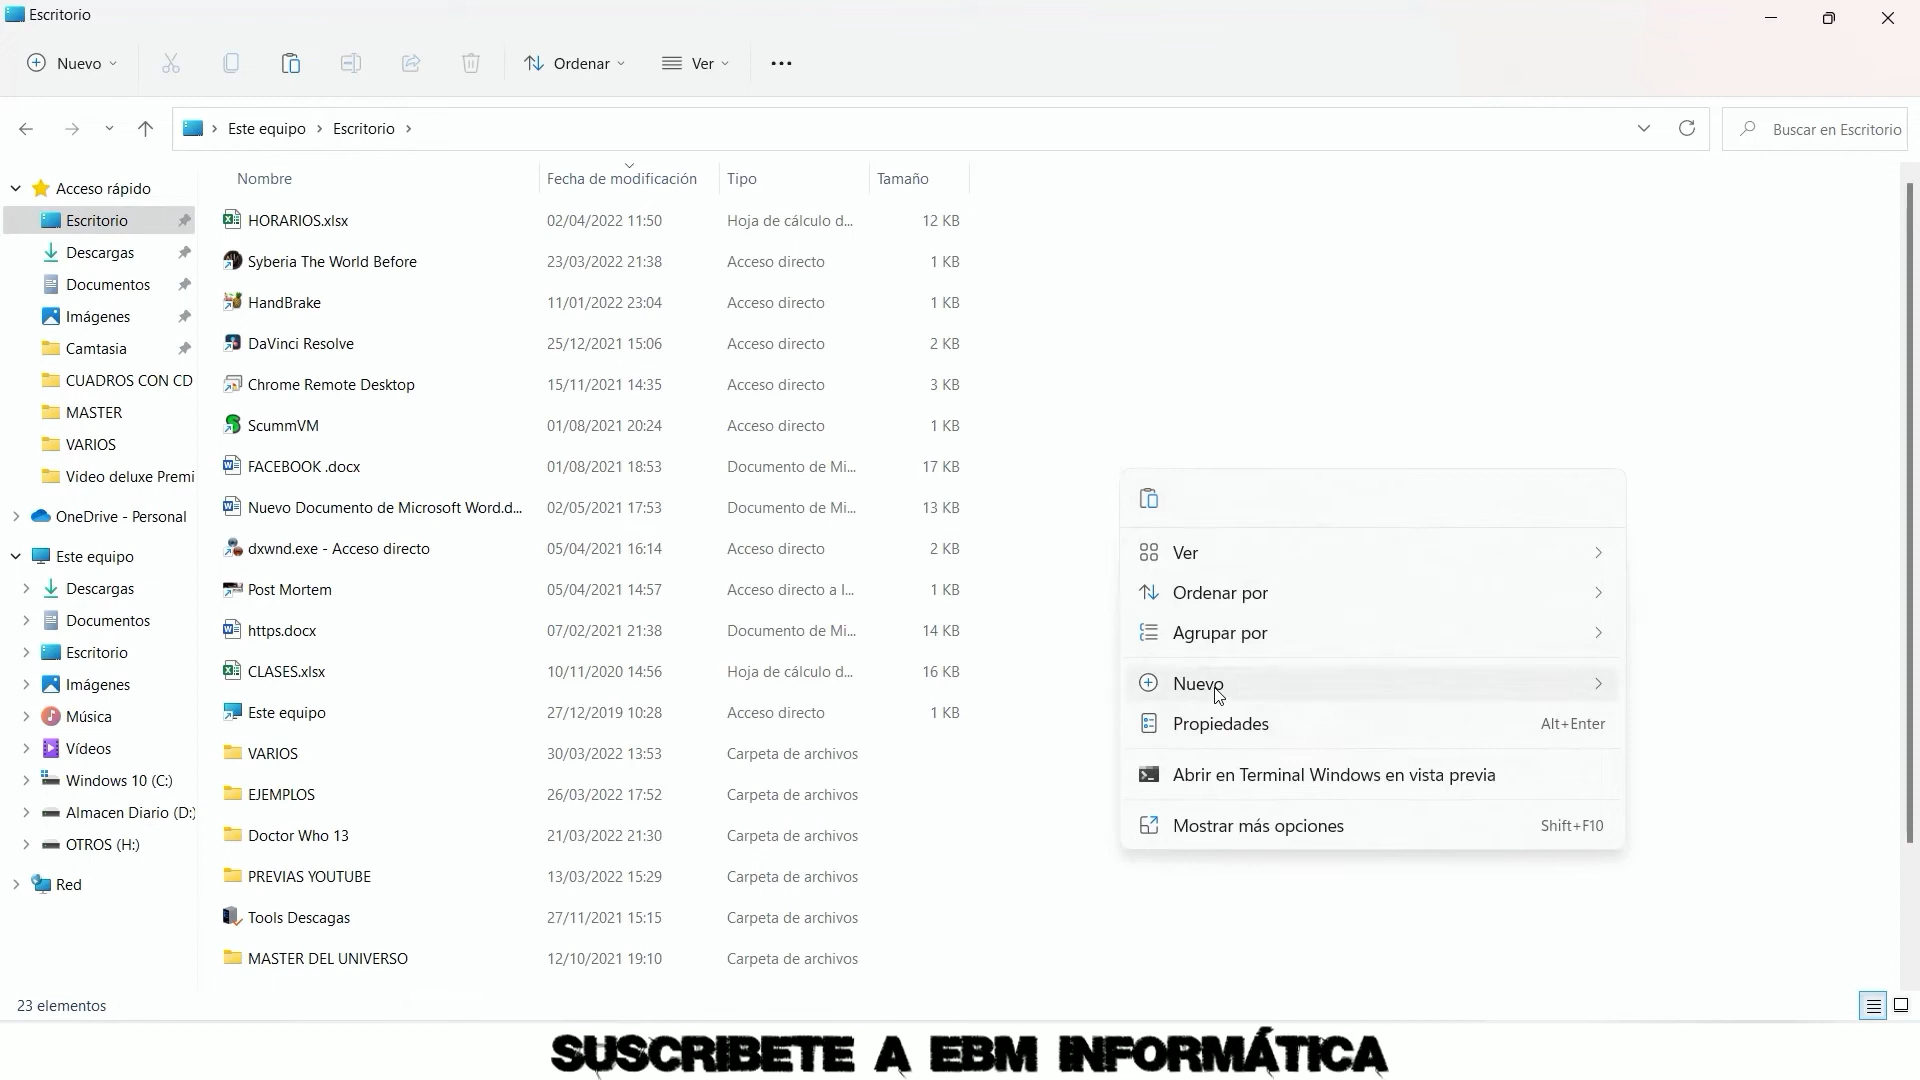 Escritorio
Nuevo
Ordenar
Ver
Este equipo > Escritorio >
Buscar en Escritorio
Acceso rápido
Escritorio
Descargas
Documentos
Imágenes
Camtasia
CUADROS CON CD
MASTER
VARIOS
Video deluxe Premi
OneDrive - Personal
Este equipo
Descargas
Documentos
Escritorio
Imágenes
Música
Vídeos
Windows 10 (C:)
Almacen Diario (D:)
OTROS (H:)
Red
Nombre Fecha de modificación Tipo Tamaño
HORARIOS.xlsx 02/04/2022 11:50 Hoja de cálculo d... 12 KB
Syberia The World Before 23/03/2022 21:38 Acceso directo 1 KB
HandBrake 11/01/2022 23:04 Acceso directo 1 KB
DaVinci Resolve 25/12/2021 15:06 Acceso directo 2 KB
Chrome Remote Desktop 15/11/2021 14:35 Acceso directo 3 KB
ScummVM 01/08/2021 20:24 Acceso directo 1 KB
FACEBOOK .docx 01/08/2021 18:53 Documento de Mi... 17 KB
Nuevo Documento de Microsoft Word.d... 02/05/2021 17:53 Documento de Mi... 13 KB
dxwnd.exe - Acceso directo 05/04/2021 16:14 Acceso directo 2 KB
Post Mortem 05/04/2021 14:57 Acceso directo a l... 1 KB
https.docx 07/02/2021 21:38 Documento de Mi... 14 KB
CLASES.xlsx 10/11/2020 14:56 Hoja de cálculo d... 16 KB
Este equipo 27/12/2019 10:28 Acceso directo 1 KB
VARIOS 30/03/2022 13:53 Carpeta de archivos
EJEMPLOS 26/03/2022 17:52 Carpeta de archivos
Doctor Who 13 21/03/2022 21:30 Carpeta de archivos
PREVIAS YOUTUBE 13/03/2022 15:29 Carpeta de archivos
Tools Descagas 27/11/2021 15:15 Carpeta de archivos
MASTER DEL UNIVERSO 12/10/2021 19:10 Carpeta de archivos
Ver
Ordenar por
Agrupar por
Nuevo
Propiedades Alt+Enter
Abrir en Terminal Windows en vista previa
Mostrar más opciones Shift+F10
23 elementos
SUSCRIBETE A EBM INFORMÁTICA